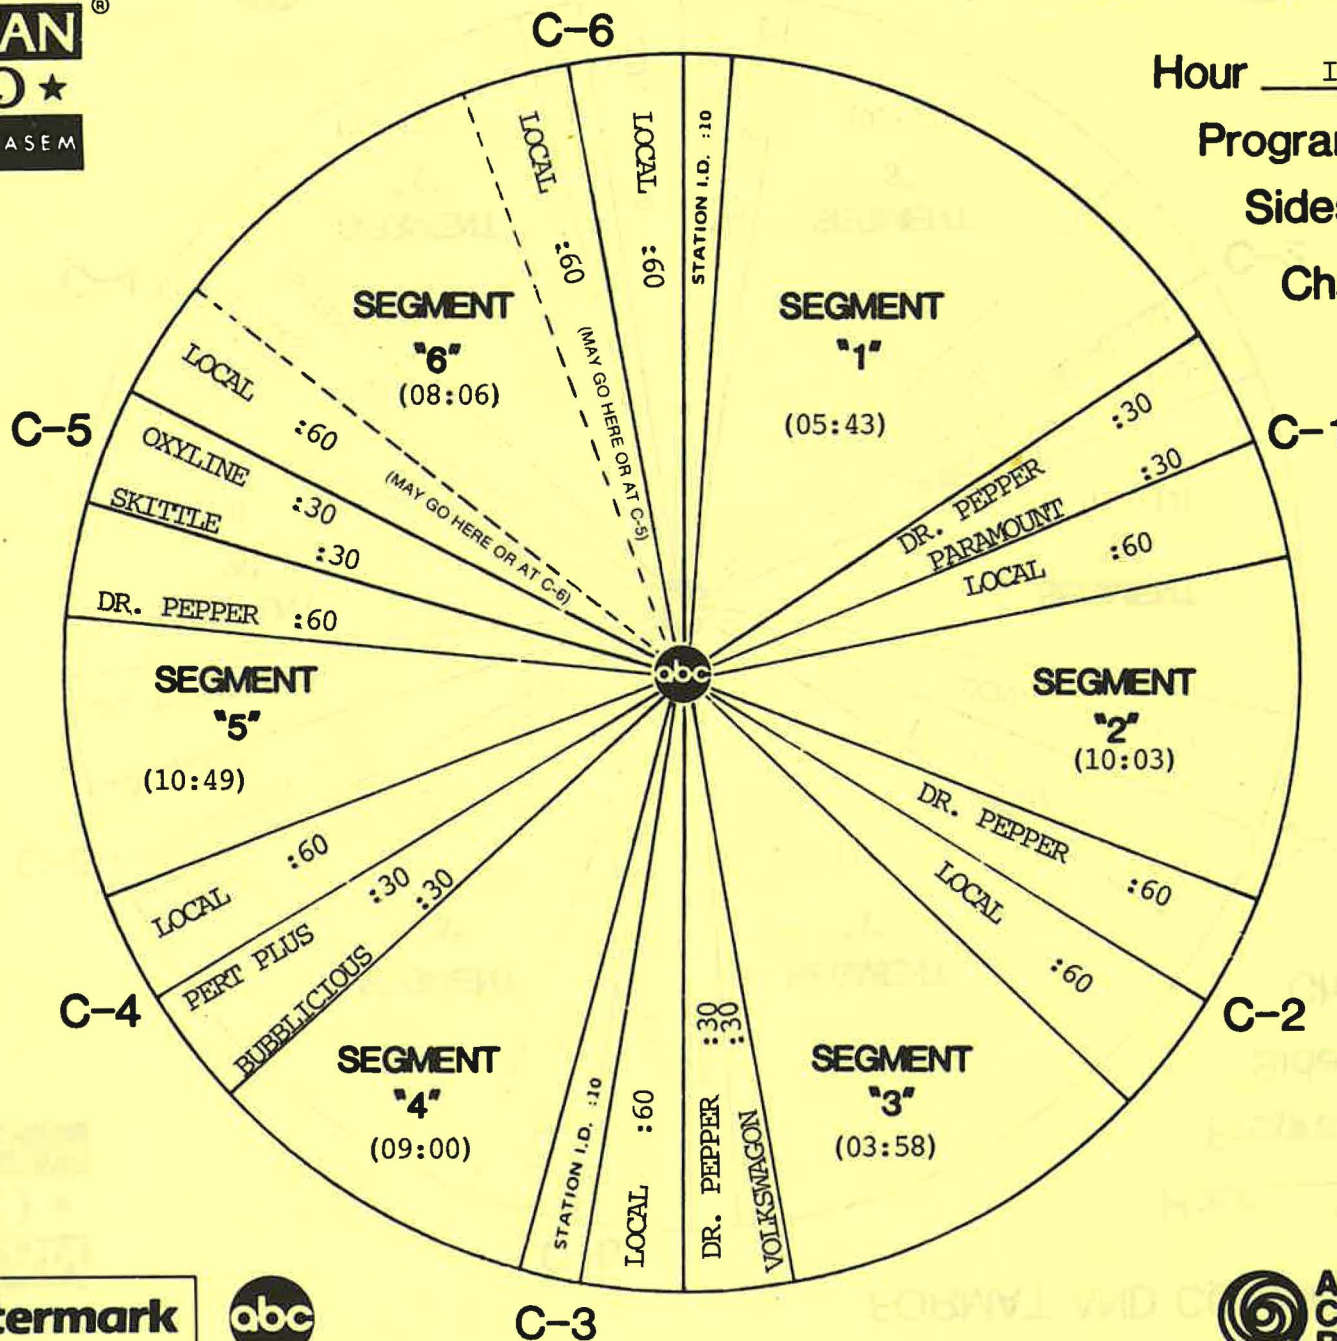 AN ®
ASEM
C-6
Hour
C-5
C-4
C-3
C-2
STATION I.D. :10
SEGMENT
"1"
(05:43)
DR. PEPPER :30
PARAMOUNT :30
LOCAL :60
SEGMENT
"2"
(10:03)
DR. PEPPER :60
LOCAL :60
SEGMENT
"3"
(03:58)
VOLKSWAGON :30
DR. PEPPER :30
LOCAL :60
STATION I.D. :10
SEGMENT
"4"
(09:00)
BUBBLICIOUS :30
PERT PLUS :30
LOCAL :60
SEGMENT
"5"
(10:49)
DR. PEPPER :60
SKITTLE :30
OXYLINE :30
LOCAL :60
(MAY GO HERE OR AT C-6)
SEGMENT
"6"
(08:06)
LOCAL :60
(MAY GO HERE OR AT C-5)
LOCAL :60
abc
termark
abc
FORMAT AND